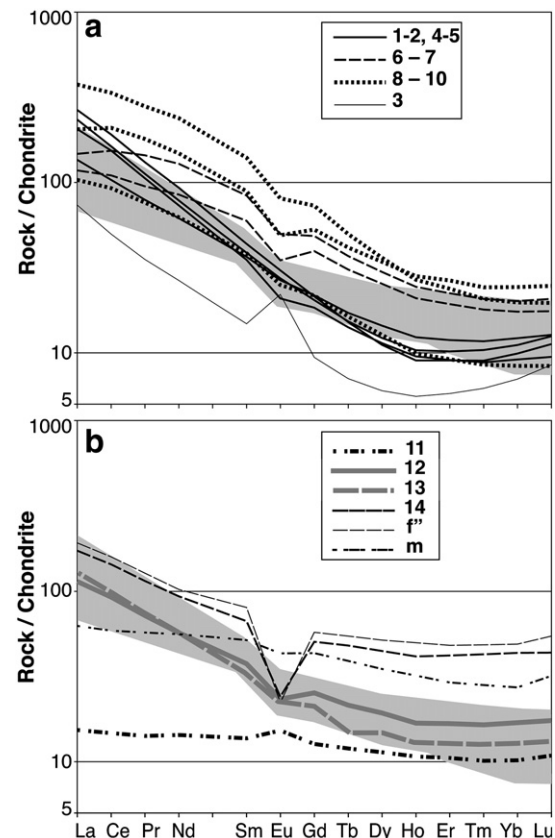 1000
a
1-2, 4-5
6 – 7
8 – 10
3
100
10
5
Rock / Chondrite
1000
b
11
12
13
14
f”
m
100
10
5
Rock / Chondrite
La Ce Pr Nd Sm Eu Gd Tb Dy Ho Er Tm Yb Lu